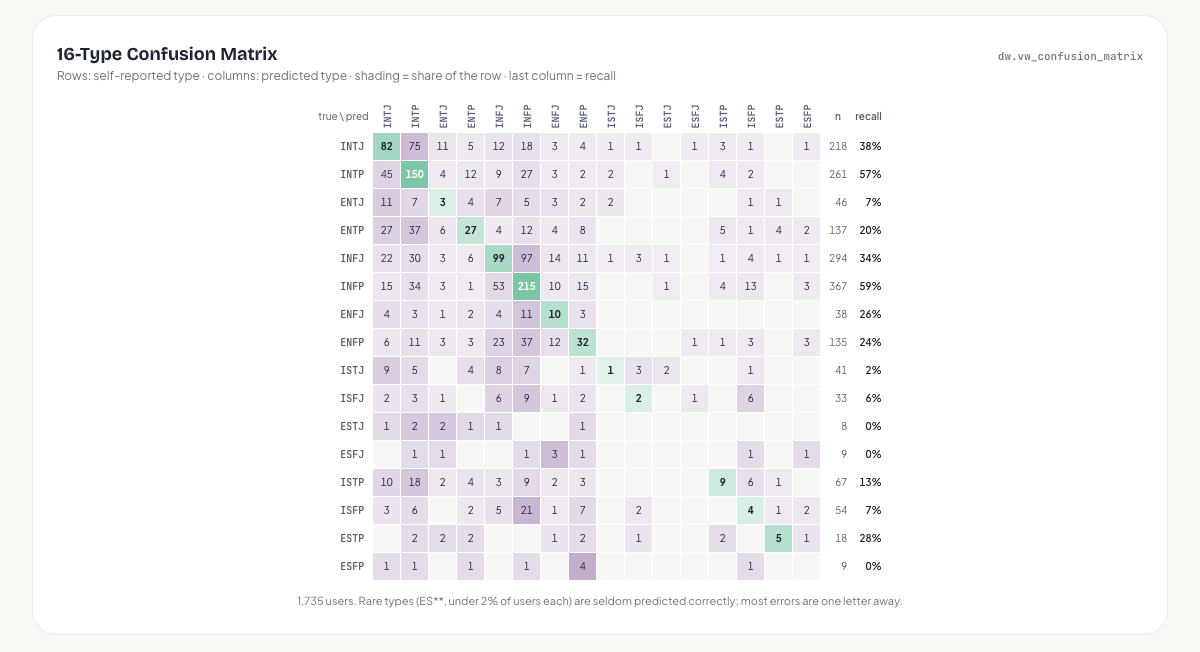 16-Type Confusion Matrix
dw.vw_confusion_matrix
Rows: self-reported type · columns: predicted type · shading = share of the row · last column = recall
true \ pred INTJ INTP ENTJ ENTP INFJ INFP ENFJ ENFP ISTJ ISFJ ESTJ ESFJ ISTP ISFP ESTP ESFP n recall
INTJ 82 75 11 5 12 18 3 4 1 1 1 3 1 1 218 38%
INTP 45 150 4 12 9 27 3 2 2 1 4 2 261 57%
ENTJ 11 7 3 4 7 5 3 2 2 1 1 46 7%
ENTP 27 37 6 27 4 12 4 8 5 1 4 2 137 20%
INFJ 22 30 3 6 99 97 14 11 1 3 1 1 4 1 1 294 34%
INFP 15 34 3 1 53 215 10 15 1 4 13 3 367 59%
ENFJ 4 3 1 2 4 11 10 3 38 26%
ENFP 6 11 3 3 23 37 12 32 1 1 3 3 135 24%
ISTJ 9 5 4 8 7 1 1 3 2 1 41 2%
ISFJ 2 3 1 6 9 1 2 2 1 6 33 6%
ESTJ 1 2 2 1 1 1 8 0%
ESFJ 1 1 1 3 1 1 1 9 0%
ISTP 10 18 2 4 3 9 2 3 9 6 1 67 13%
ISFP 3 6 2 5 21 1 7 2 4 1 2 54 7%
ESTP 2 2 2 1 2 1 2 5 1 18 28%
ESFP 1 1 1 1 4 1 9 0%
1,735 users. Rare types (ES**, under 2% of users each) are seldom predicted correctly; most errors are one letter away.